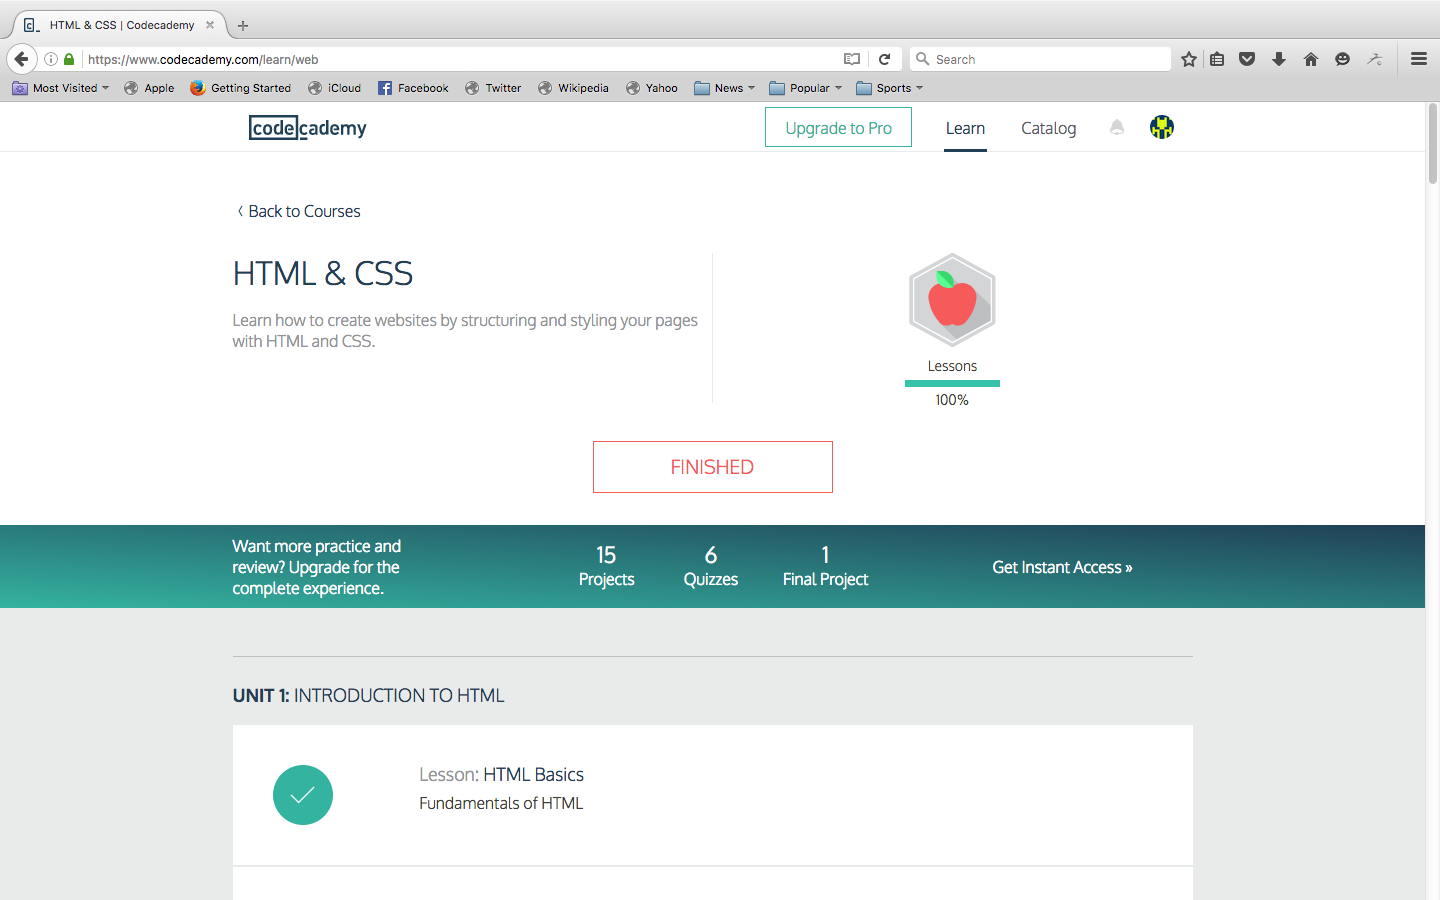 HTML & CSS | Codecademy
https://www.codecademy.com/learn/web
Search
Most Visited
Apple
Getting Started
iCloud
Facebook
Twitter
Wikipedia
Yahoo
News
Popular
Sports
codecademy
Upgrade to Pro
Learn
Catalog
Back to Courses
HTML & CSS
Learn how to create websites by structuring and styling your pages
with HTML and CSS.
Lessons
100%
FINISHED
Want more practice and
review? Upgrade for the
complete experience.
15
Projects
6
Quizzes
1
Final Project
Get Instant Access »
UNIT 1: INTRODUCTION TO HTML
Lesson: HTML Basics
Fundamentals of HTML